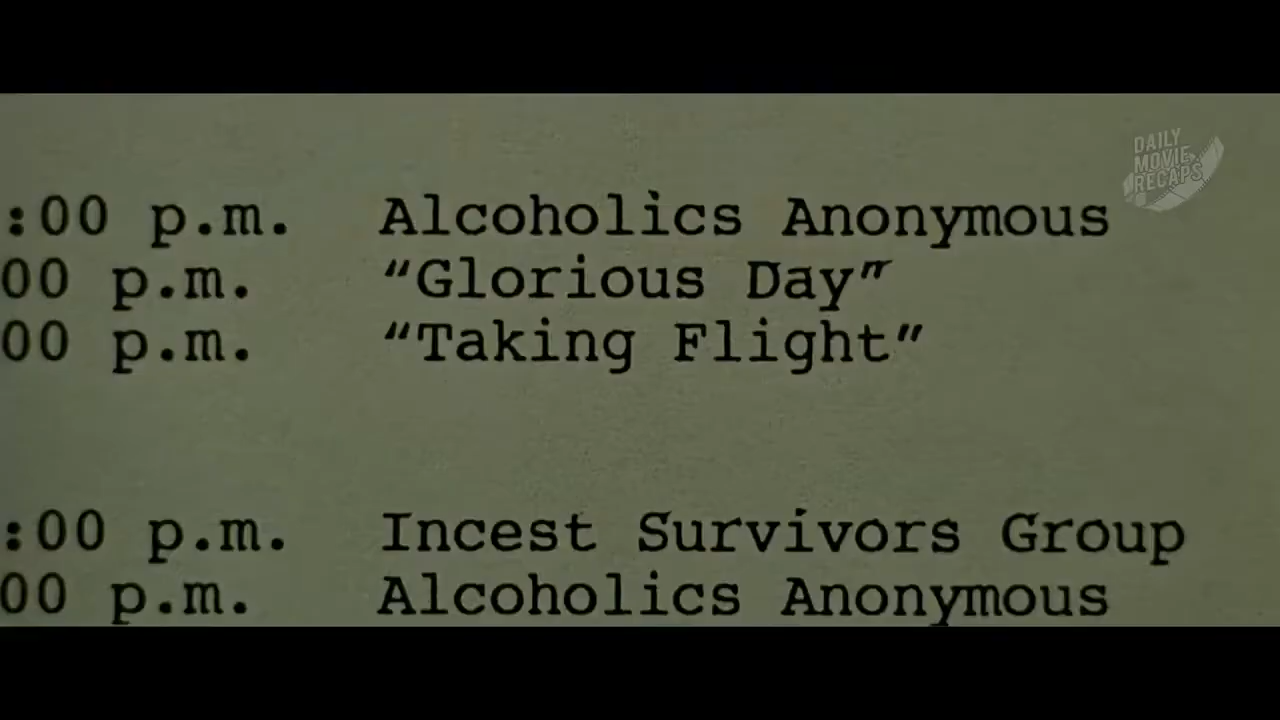 DAILY
MOVIE
RECAPS
:00 p.m. Alcoholics Anonymous
00 p.m. “Glorious Day”
00 p.m. “Taking Flight”
:00 p.m. Incest Survivors Group
00 p.m. Alcoholics Anonymous